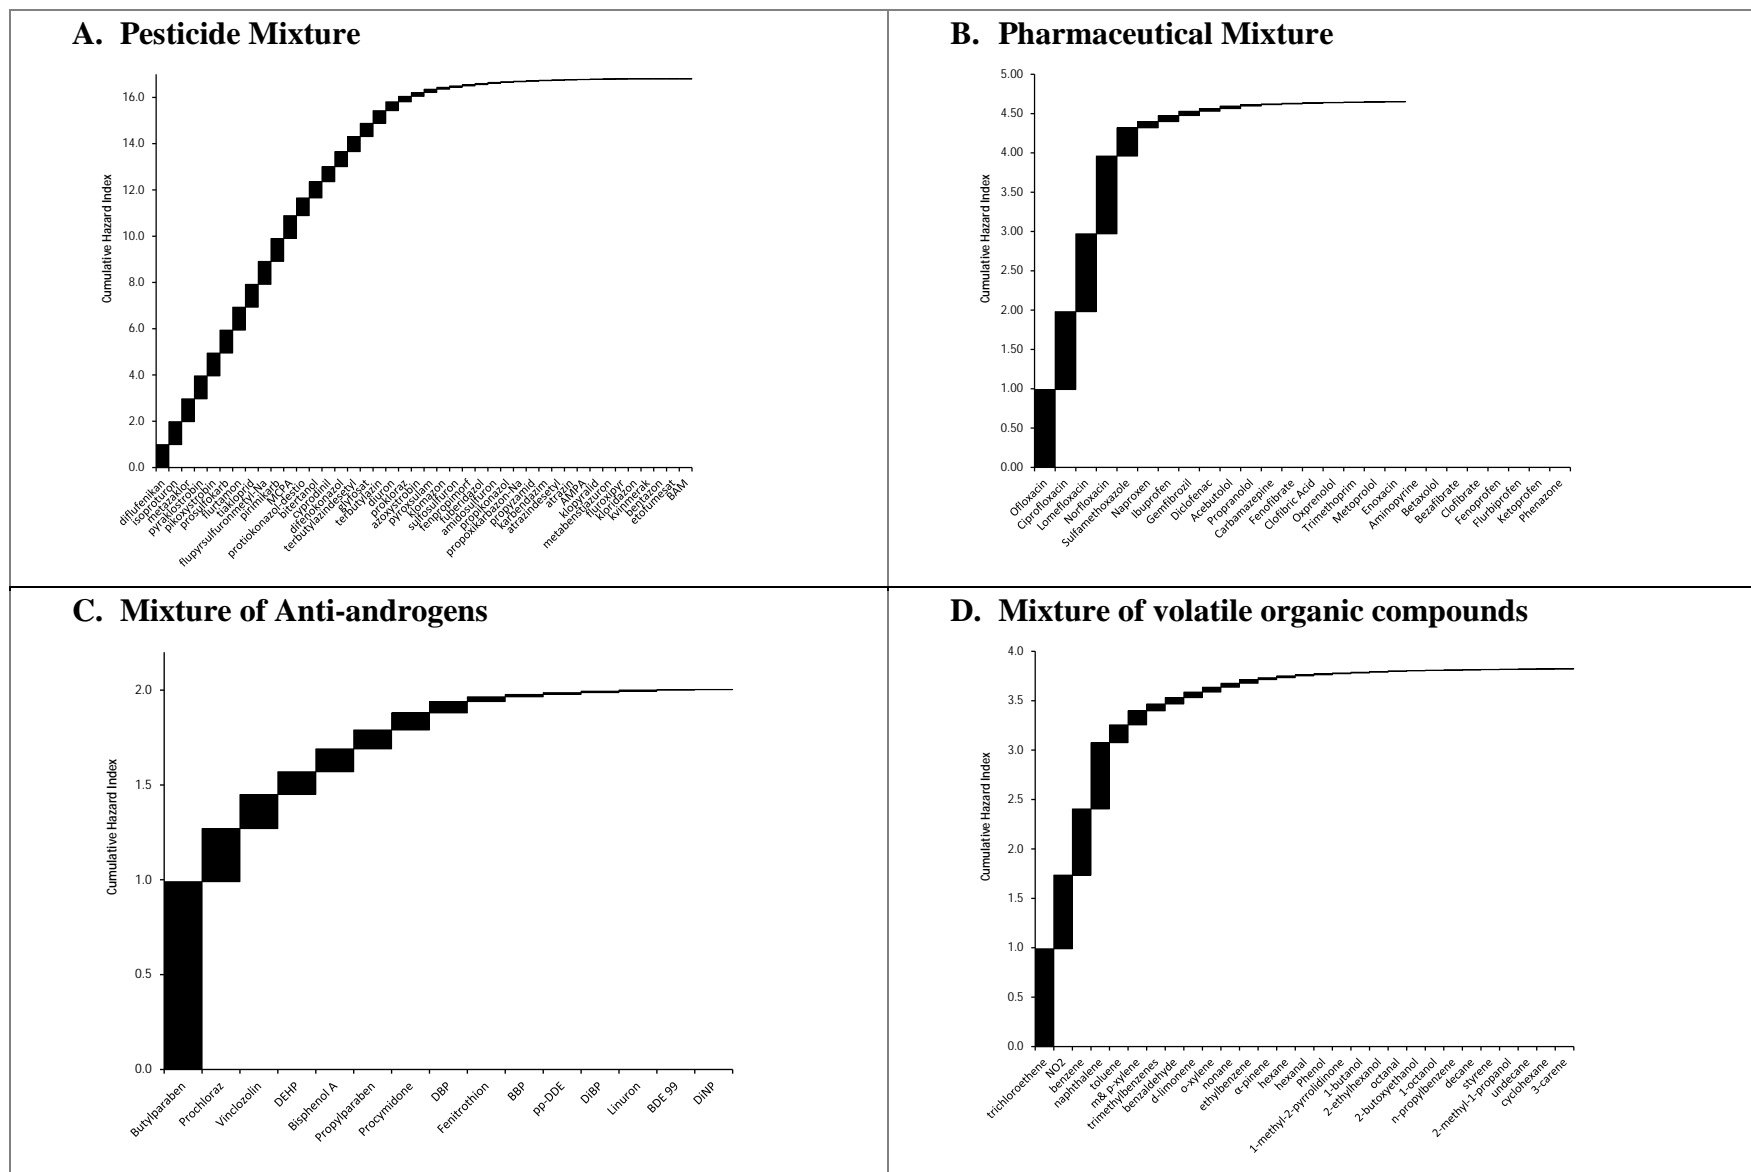 A. Pesticide Mixture
Cumulative Hazard Index
16.0
14.0
12.0
10.0
8.0
6.0
4.0
2.0
0.0
diflufenikan
isoproturon
metazaklor
pyraklostrobin
pikoxystrobin
prosulfokarb
flurtamon
tiakloprid
flupyrsulfuronmetyl-Na
pirimikarb
MCPA
protiokonazol-destio
bitertanol
cyprodinil
difenokonazol
terbutylazindesetyl
glyfosat
terbutylazin
diuron
prokloraz
azoxystrobin
pyroxsulam
klomazon
sulfosulfuron
fenpropimorf
fuberidazol
amidosulfuron
propikonazol
propoxikarbazon-Na
propyzamid
karbendazim
atrazindesetyl
atrazin
AMPA
klopyralid
metabenstiazuron
fluroxipyr
kloridazon
kvinmerak
bentazon
etofumesat
BAM
B. Pharmaceutical Mixture
Cumulative Hazard Index
5.00
4.50
4.00
3.50
3.00
2.50
2.00
1.50
1.00
0.50
0.00
Ofloxacin
Ciprofloxacin
Lomefloxacin
Norfloxacin
Sulfamethoxazole
Naproxen
Ibuprofen
Gemfibrozil
Diclofenac
Acebutolol
Propranolol
Carbamazepine
Fenofibrate
Clofibric Acid
Oxprenolol
Trimethoprim
Metoprolol
Enoxacin
Aminopyrine
Betaxolol
Bezafibrate
Clofibrate
Fenoprofen
Flurbiprofen
Ketoprofen
Phenazone
C. Mixture of Anti-androgens
Cumulative Hazard Index
2.0
1.5
1.0
0.5
0.0
Butylparaben
Prochloraz
Vinclozolin
DEHP
Bisphenol A
Propylparaben
Procymidone
DBP
Fenitrothion
BBP
pp-DDE
DiBP
Linuron
BDE 99
DiNP
D. Mixture of volatile organic compounds
Cumulative Hazard Index
4.0
3.5
3.0
2.5
2.0
1.5
1.0
0.5
0.0
trichloroethene
NO2
benzene
naphthalene
toluene
m& p-xylene
trimethylbenzenes
benzaldehyde
d-limonene
o-xylene
nonane
ethylbenzene
α-pinene
hexane
hexanal
Phenol
1-methyl-2-pyrrolidinone
1-butanol
2-ethylhexanol
octanal
2-butoxyethanol
1-octanol
n-propylbenzene
decane
styrene
2-methyl-1-propanol
undecane
cyclohexane
3-carene